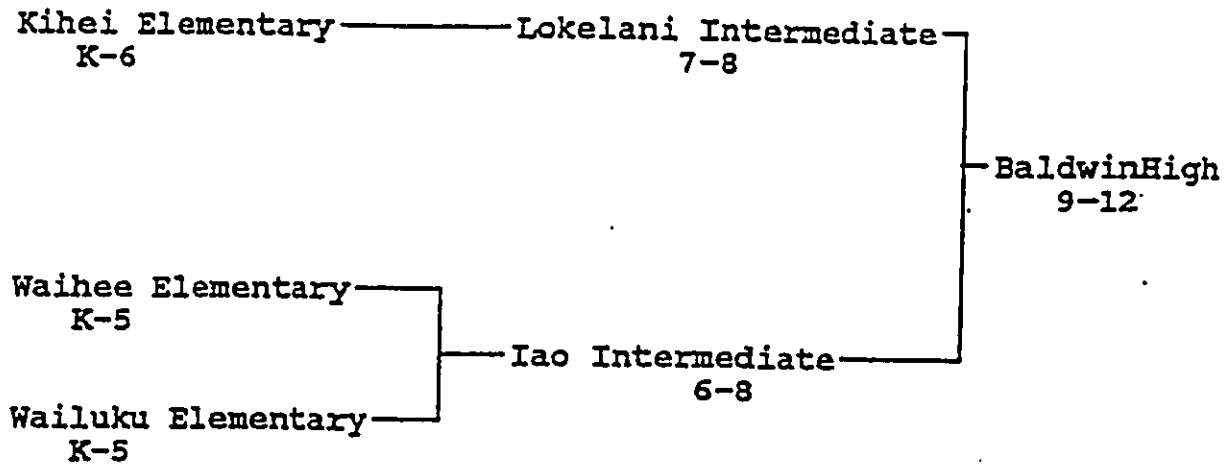 Kihei Elementary Lokelani Intermediate
K-6 7-8
BaldwinHigh
9-12
Waihee Elementary
K-5
Iao Intermediate
6-8
Wailuku Elementary
K-5